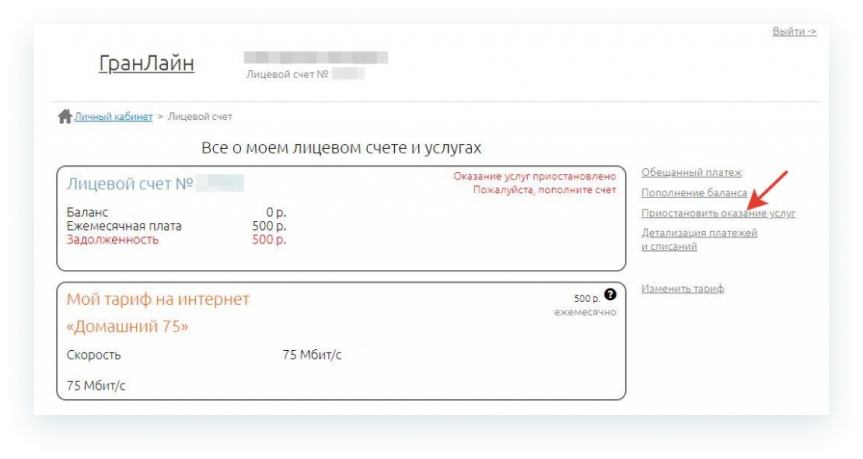 Выйти ->
ГранЛайн
Лицевой счет №
Личный кабинет > Лицевой счет
Все о моем лицевом счете и услугах
Лицевой счет №
Оказание услуг приостановлено
Пожалуйста, пополните счет
Баланс 0 р.
Ежемесячная плата 500 р.
Задолженность 500 р.
Обещанный платеж
Пополнение баланса
Приостановить оказание услуг
Детализация платежей
и списаний
Мой тариф на интернет
«Домашний 75»
500 р. ?
ежемесячно
Изменить тариф
Скорость 75 Мбит/с
75 Мбит/с